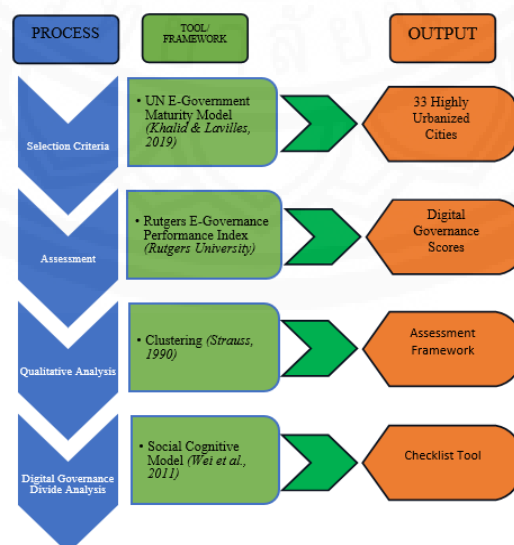 PROCESS
TOOL/
FRAMEWORK
OUTPUT
Selection Criteria
• UN E-Government
Maturity Model
(Khalid & Lavilles,
2019)
33 Highly
Urbanized
Cities
Assessment
• Rutgers E-Governance
Performance Index
(Rutgers University)
Digital
Governance
Scores
Qualitative Analysis
• Clustering (Strauss,
1990)
Assessment
Framework
Digital Governance
Divide Analysis
• Social Cognitive
Model (Wei et al.,
2011)
Checklist Tool